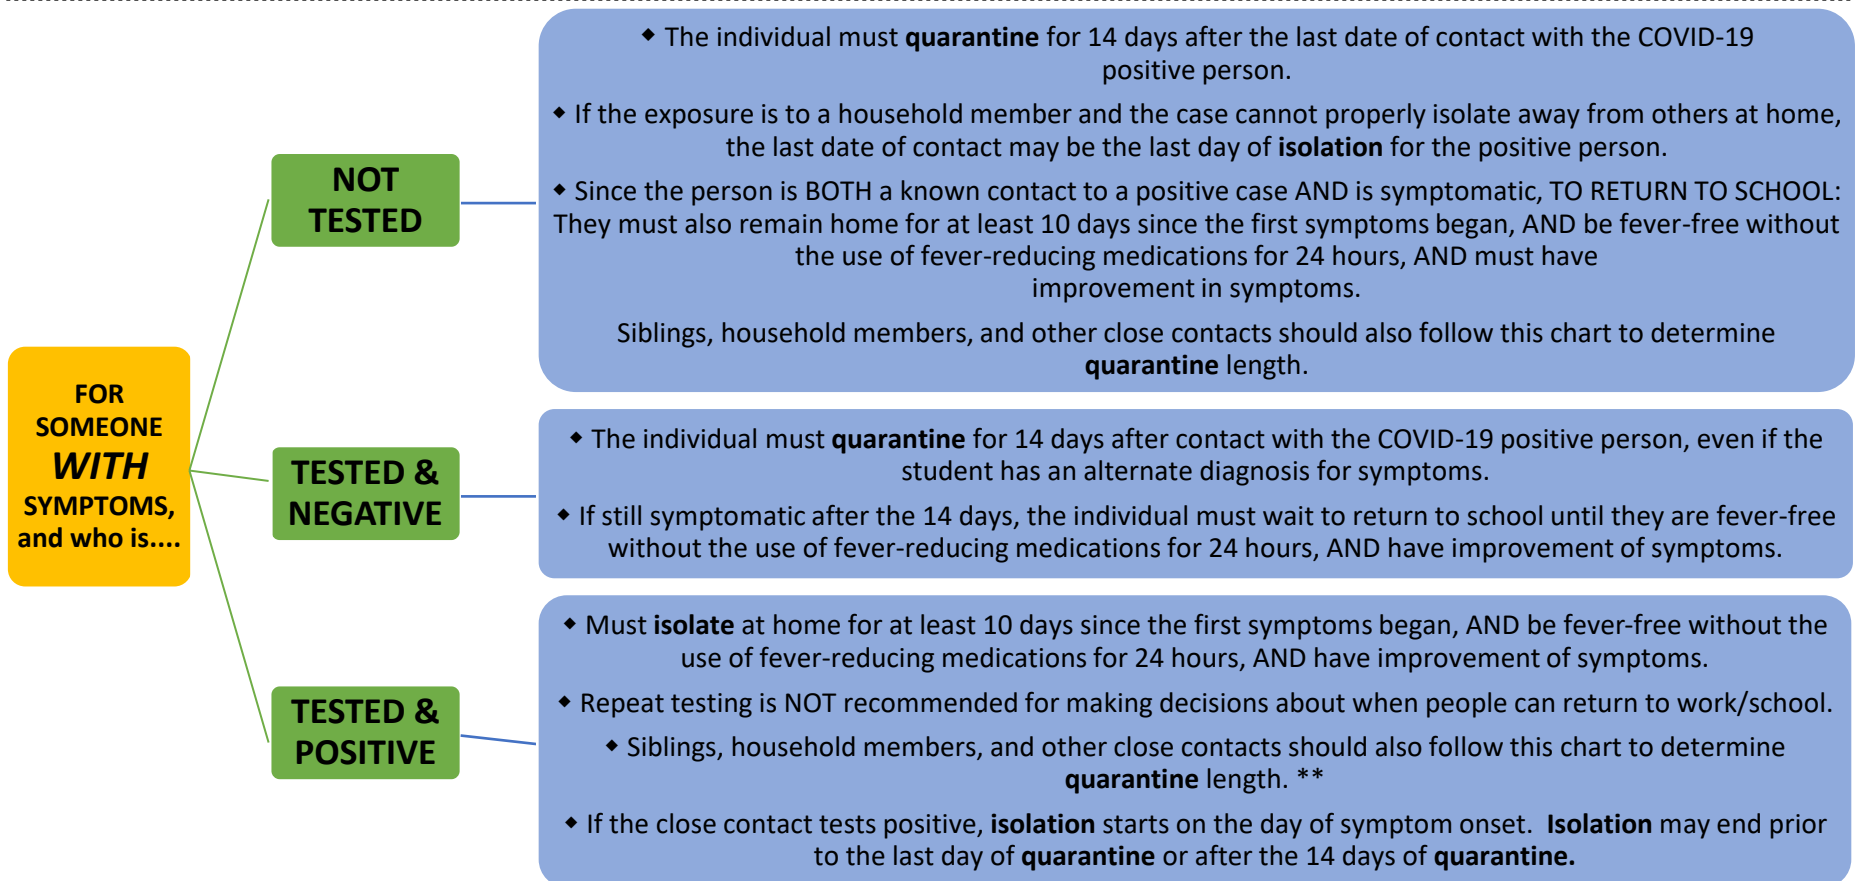 FOR
SOMEONE
WITH
SYMPTOMS,
and who is....
NOT
TESTED
◆ The individual must quarantine for 14 days after the last date of contact with the COVID-19
positive person.
◆ If the exposure is to a household member and the case cannot properly isolate away from others at home,
the last date of contact may be the last day of isolation for the positive person.
◆ Since the person is BOTH a known contact to a positive case AND is symptomatic, TO RETURN TO SCHOOL:
They must also remain home for at least 10 days since the first symptoms began, AND be fever-free without
the use of fever-reducing medications for 24 hours, AND must have
improvement in symptoms.
Siblings, household members, and other close contacts should also follow this chart to determine
quarantine length.
TESTED &
NEGATIVE
◆ The individual must quarantine for 14 days after contact with the COVID-19 positive person, even if the
student has an alternate diagnosis for symptoms.
◆ If still symptomatic after the 14 days, the individual must wait to return to school until they are fever-free
without the use of fever-reducing medications for 24 hours, AND have improvement of symptoms.
TESTED &
POSITIVE
◆ Must isolate at home for at least 10 days since the first symptoms began, AND be fever-free without the
use of fever-reducing medications for 24 hours, AND have improvement of symptoms.
◆ Repeat testing is NOT recommended for making decisions about when people can return to work/school.
◆ Siblings, household members, and other close contacts should also follow this chart to determine
quarantine length. **
◆ If the close contact tests positive, isolation starts on the day of symptom onset. Isolation may end prior
to the last day of quarantine or after the 14 days of quarantine.